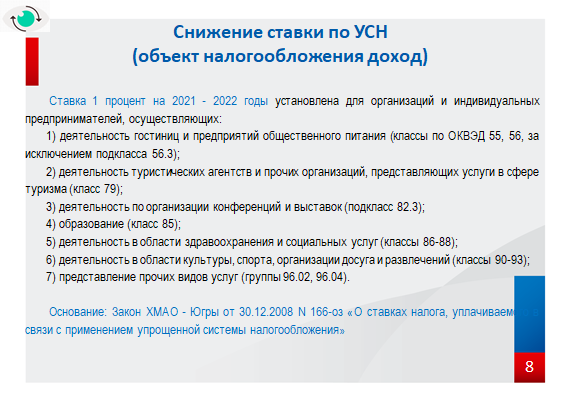 Снижение ставки по УСН
(объект налогообложения доход)
Ставка 1 процент на 2021 - 2022 годы установлена для организаций и индивидуальных
предпринимателей, осуществляющих:
1) деятельность гостиниц и предприятий общественного питания (классы по ОКВЭД 55, 56, за
исключением подкласса 56.3);
2) деятельность туристических агентств и прочих организаций, представляющих услуги в сфере
туризма (класс 79);
3) деятельность по организации конференций и выставок (подкласс 82.3);
4) образование (класс 85);
5) деятельность в области здравоохранения и социальных услуг (классы 86-88);
6) деятельность в области культуры, спорта, организации досуга и развлечений (классы 90-93);
7) представление прочих видов услуг (группы 96.02, 96.04).
Основание: Закон ХМАО - Югры от 30.12.2008 N 166-оз «О ставках налога,
связи с применением упрощенной системы налогообложения»
8